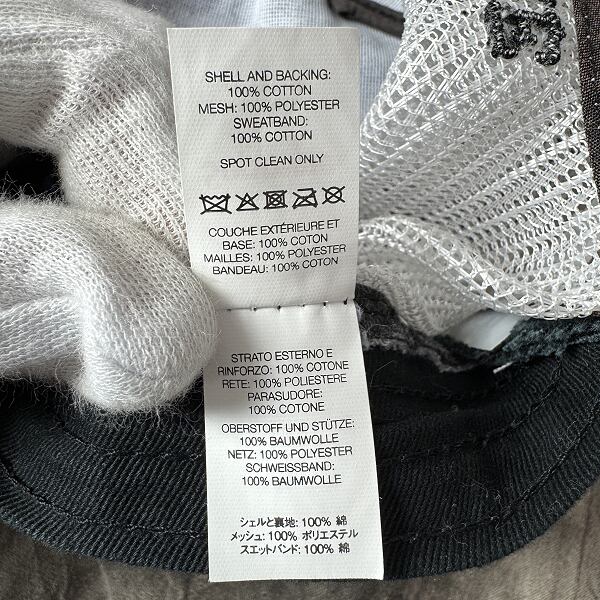 SHELL AND BACKING:
100% COTTON
MESH: 100% POLYESTER
SWEATBAND:
100% COTTON
SPOT CLEAN ONLY
COUCHE EXTÉRIEURE ET
BASE: 100% COTON
MAILLES: 100% POLYESTER
BANDEAU: 100% COTON
STRATO ESTERNO E
RINFORZO: 100% COTONE
RETE: 100% POLIESTERE
PARASUDORE:
100% COTONE
OBERSTOFF UND STÜTZE:
100% BAUMWOLLE
NETZ: 100% POLYESTER
SCHWEISSBAND:
100% BAUMWOLLE
シェルと裏地: 100% 綿
メッシュ: 100% ポリエステル
スエットバンド: 100% 綿